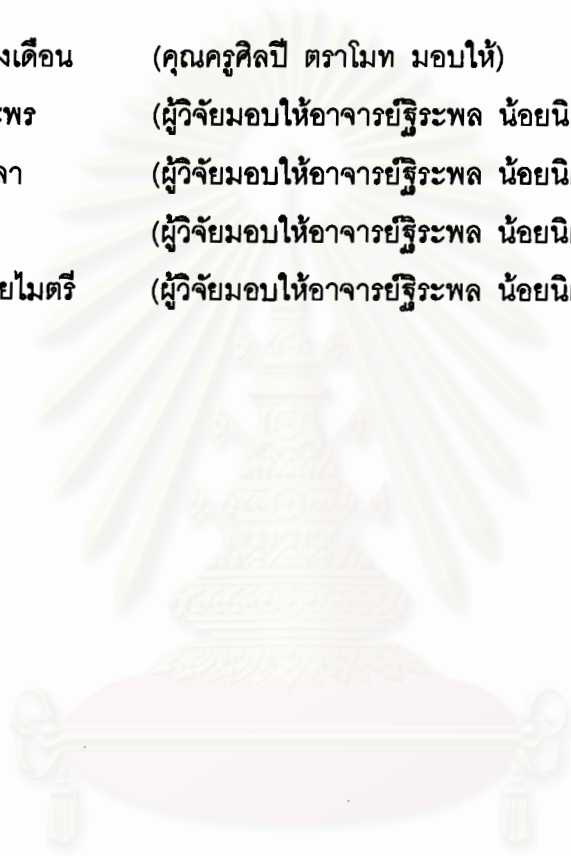 งเดือน (คุณครูศิลปี ตราโมท มอบให้)
ะพร (ผู้วิจัยมอบให้อาจารย์ฐิระพล น้อยนิ
ลา (ผู้วิจัยมอบให้อาจารย์ฐิระพล น้อยนิ
(ผู้วิจัยมอบให้อาจารย์ฐิระพล น้อยนิ
ยไมตรี (ผู้วิจัยมอบให้อาจารย์ฐิระพล น้อยนิ